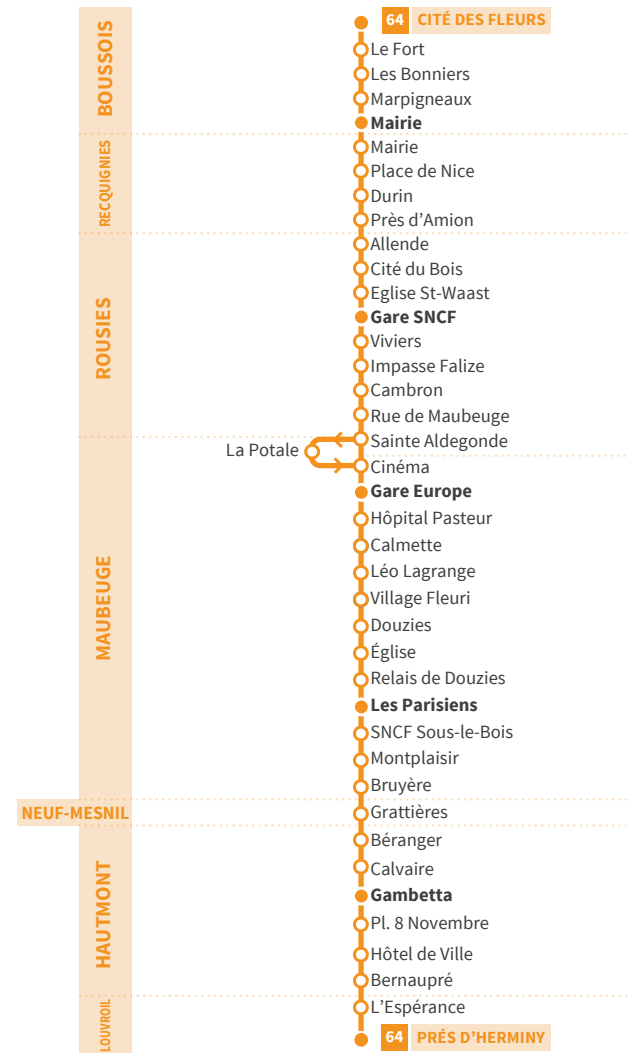 64 CITÉ DES FLEURS
BOUSSOIS
Le Fort
Les Bonniers
Marpigneaux
Mairie
RECQUIGNIES
Mairie
Place de Nice
Durin
Près d’Amion
ROUSIES
Allende
Cité du Bois
Eglise St-Waast
Gare SNCF
Viviers
Impasse Falize
Cambron
Rue de Maubeuge
Sainte Aldegonde
La Potale
MAUBEUGE
Cinéma
Gare Europe
Hôpital Pasteur
Calmette
Léo Lagrange
Village Fleuri
Douzies
Église
Relais de Douzies
Les Parisiens
SNCF Sous-le-Bois
Montplaisir
Bruyère
NEUF-MESNIL
Grattières
HAUTMONT
Béranger
Calvaire
Gambetta
Pl. 8 Novembre
Hôtel de Ville
Bernaupré
LOUVROIL
L’Espérance
64 PRÉS D’HERMINY